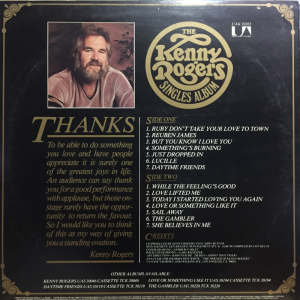 UAG 30263
UA
THE
Kenny
Rogers
SINGLES ALBUM
THANKS
To be able to do something
you love and have people
appreciate it is surely one
of the greatest joys in life.
An audience can say thank
you for a good performance
with applause, but those on-
stage rarely have the oppor-
tunity to return the favour.
So I would like you to think
of this as my way of giving
you a standing ovation.
Kenny Rogers
SIDE ONE
1. RUBY DON'T TAKE YOUR LOVE TO TOWN
2. REUBEN JAMES
3. BUT YOU KNOW I LOVE YOU
4. SOMETHING'S BURNING
5. JUST DROPPED IN
6. LUCILLE
7. DAYTIME FRIENDS
SIDE TWO
1. WHILE THE FEELING'S GOOD
2. LOVE LIFTED ME
3. TODAY I STARTED LOVING YOU AGAIN
4. LOVE OR SOMETHING LIKE IT
5. SAIL AWAY
6. THE GAMBLER
7. SHE BELIEVES IN ME
CREDITS
OTHER ALBUMS AVAILABLE: